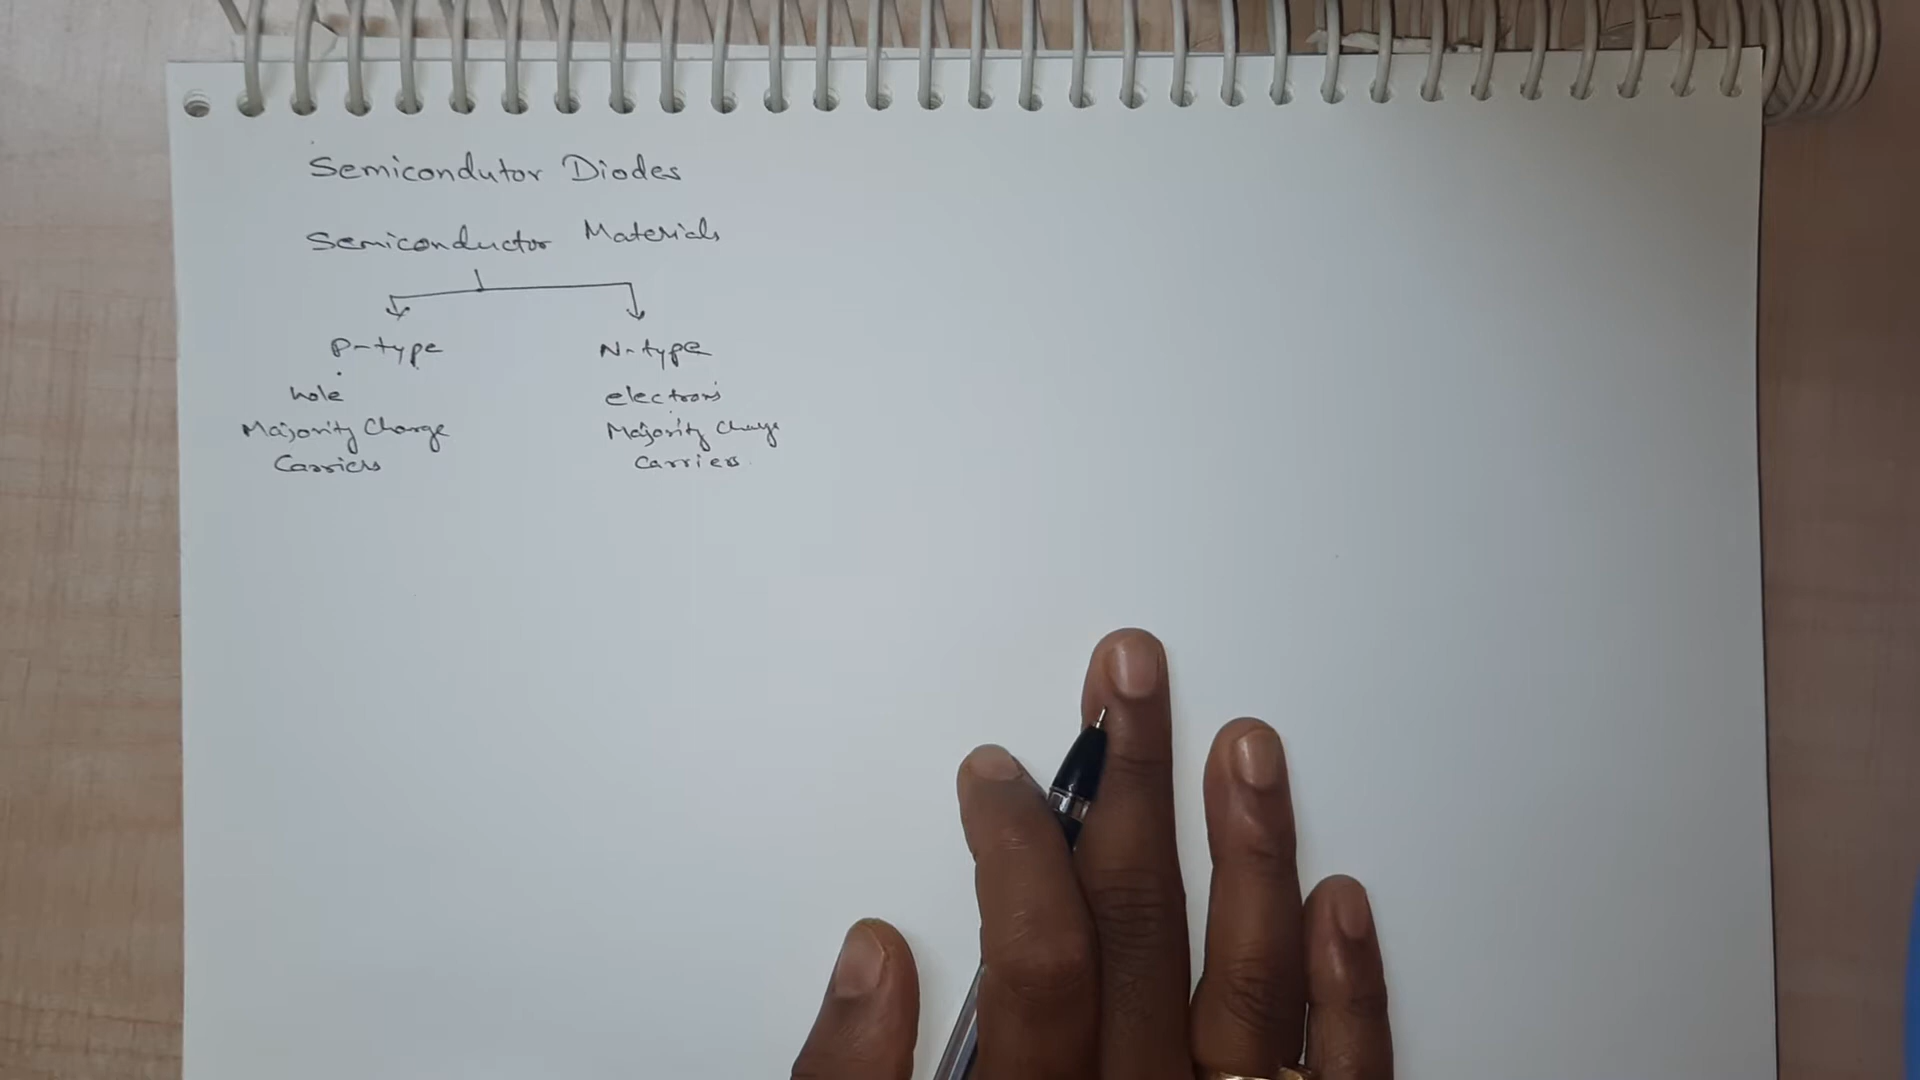 Semicondutor Diodes
Semiconductor Materials
P-type N-type
hole electrons
Majority Charge Majority Charge
Carriers Carriers